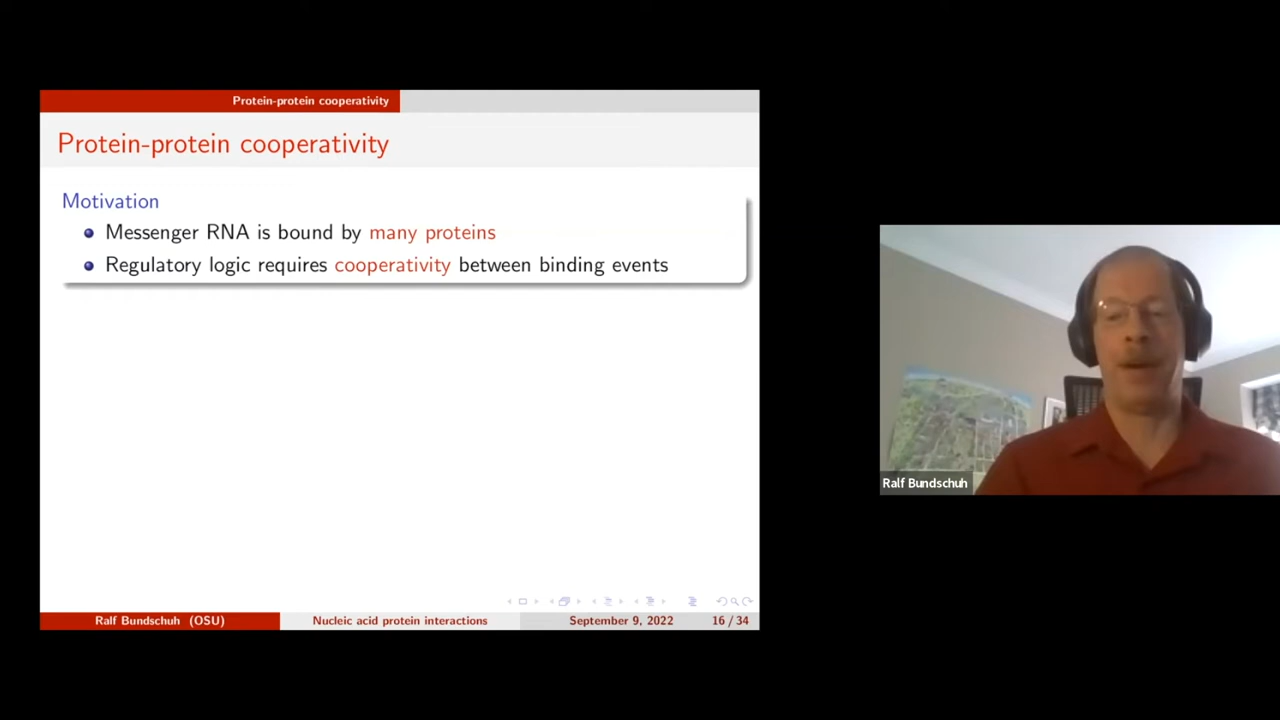 Protein-protein cooperativity
Protein-protein cooperativity
Motivation
Messenger RNA is bound by many proteins
Regulatory logic requires cooperativity between binding events
Ralf Bundschuh (OSU)
Nucleic acid protein interactions
September 9, 2022
16 / 34
Ralf Bundschuh